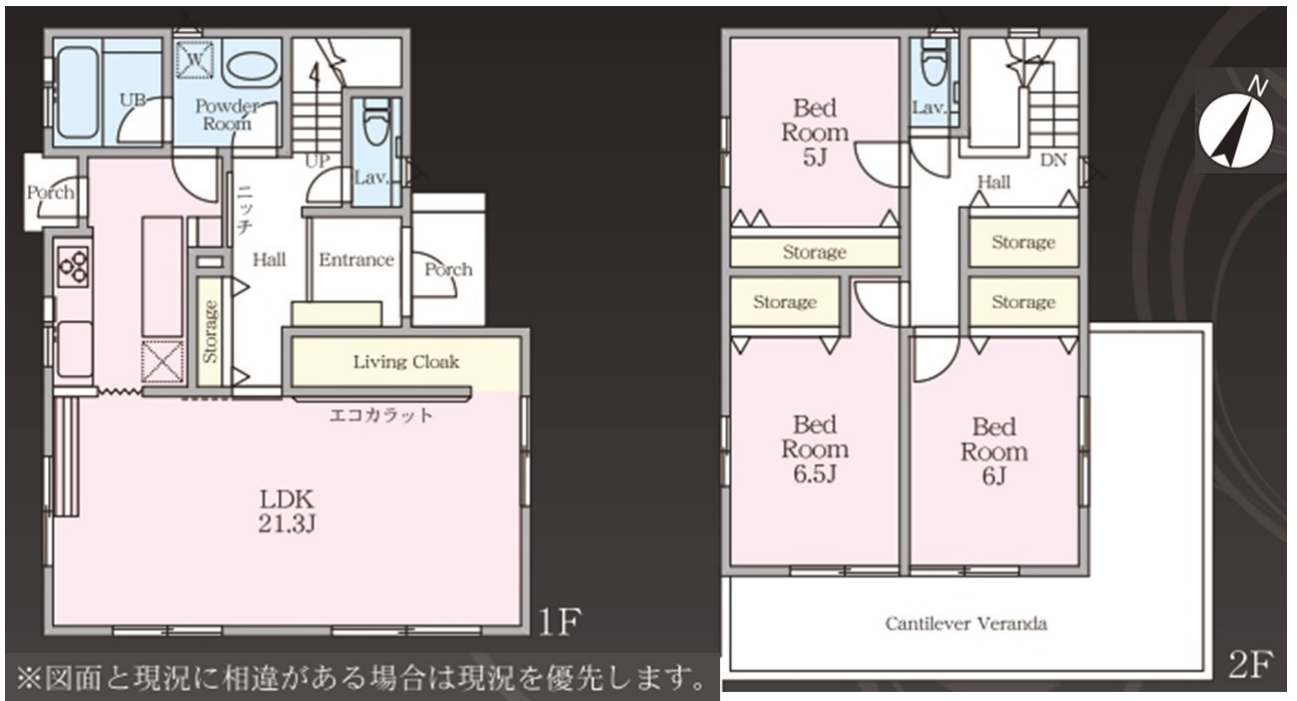 UB
W
Powder
Room
UP
Lav.
Porch
ニッチ
Hall
Entrance
Porch
Storage
Living Cloak
エコカラット
LDK
21.3J
1F
※図面と現況に相違がある場合は現況を優先します。
Bed
Room
5J
Lav.
DN
Hall
Storage
Storage
Storage
Storage
Bed
Room
6.5J
Bed
Room
6J
Cantilever Veranda
2F
N